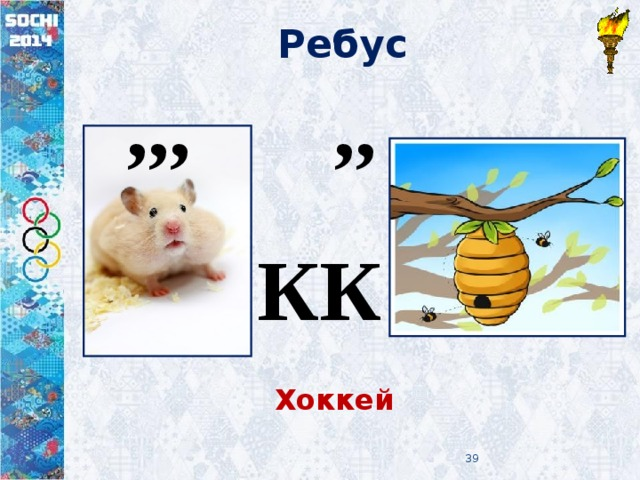 SOCHI
2014
Ребус
,,, ,,
КК
Хоккей
39